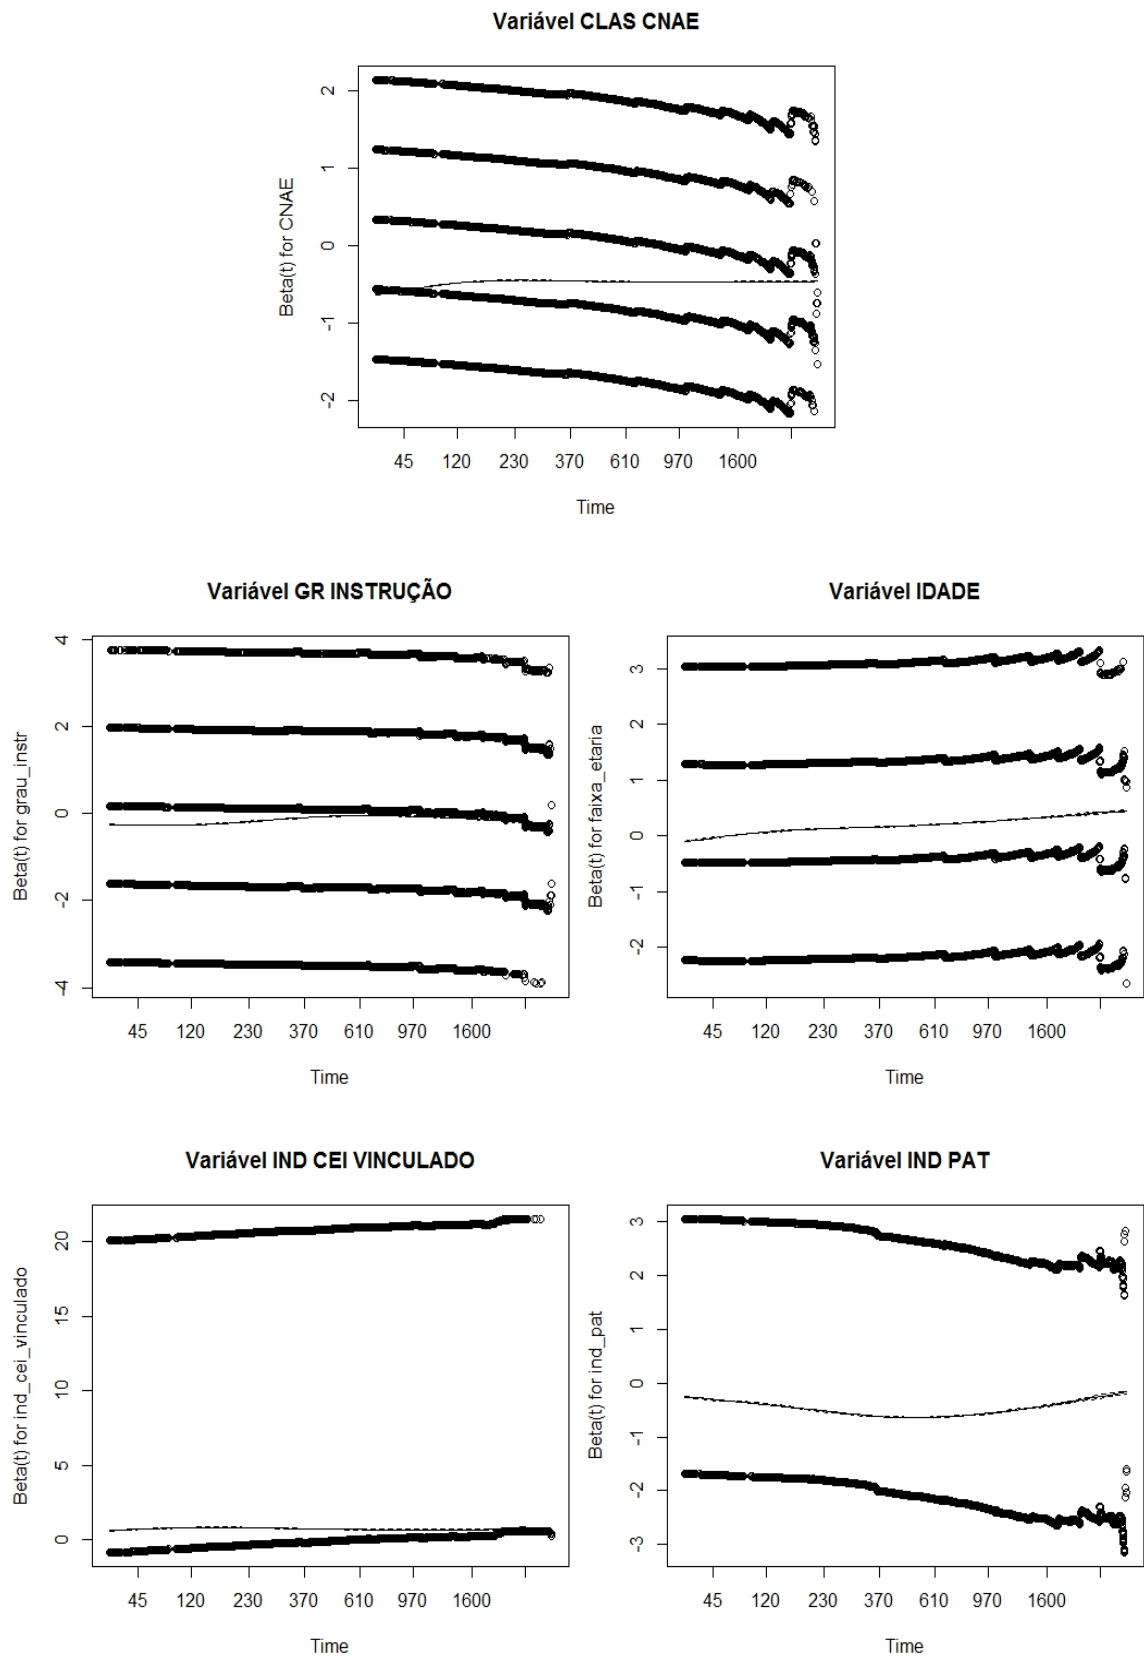 Variável CLAS CNAE
Beta(t) for CNAE
2
1
0
-1
-2
45 120 230 370 610 970 1600
Time
Variável GR INSTRUÇÃO
Beta(t) for grau_instr
4
2
0
-2
-4
45 120 230 370 610 970 1600
Time
Variável IDADE
Beta(t) for faixa_etaria
3
2
1
0
-1
-2
45 120 230 370 610 970 1600
Time
Variável IND CEI VINCULADO
Beta(t) for ind_cei_vinculado
20
15
10
5
0
45 120 230 370 610 970 1600
Time
Variável IND PAT
Beta(t) for ind_pat
3
2
1
0
-1
-2
-3
45 120 230 370 610 970 1600
Time